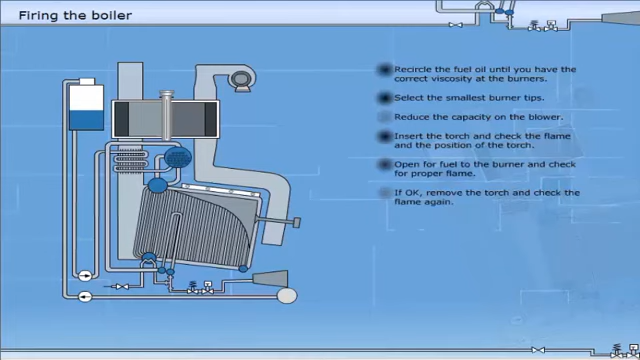 Firing the boiler
Recircle the fuel oil until you have the
correct viscosity at the burners.
Select the smallest burner tips.
Reduce the capacity on the blower.
Insert the torch and check the flame
and the position of the torch.
Open for fuel to the burner and check
for proper flame.
If OK, remove the torch and check the
flame again.